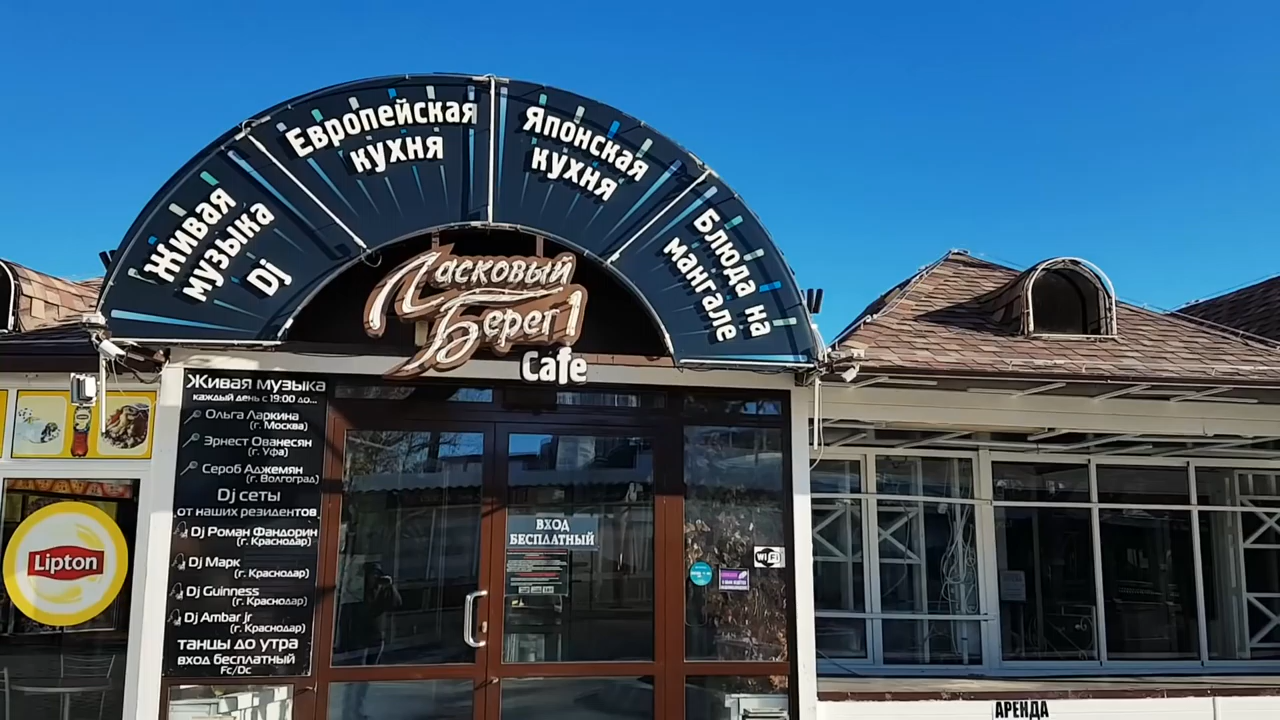 Живая
музыка
Dj
Европейская
кухня
Японская
кухня
Блюда на
мангале
Ласковый
Берег 1
Cafe
Живая музыка
каждый день с 19:00 до...
Ольга Ларкина
(г. Москва)
Эрнест Ованесян
(г. Уфа)
Сероб Аджемян
(г. Волгоград)
Dj сеты
от наших резидентов
Dj Роман Фандорин
(г. Краснодар)
Dj Марк
(г. Краснодар)
Dj Guinness
(г. Краснодар)
Dj Ambar jr
(г. Краснодар)
танцы до утра
вход бесплатный
Fc/Dc
Lipton
ВХОД
БЕСПЛАТНЫЙ
Wi Fi
АРЕНДА